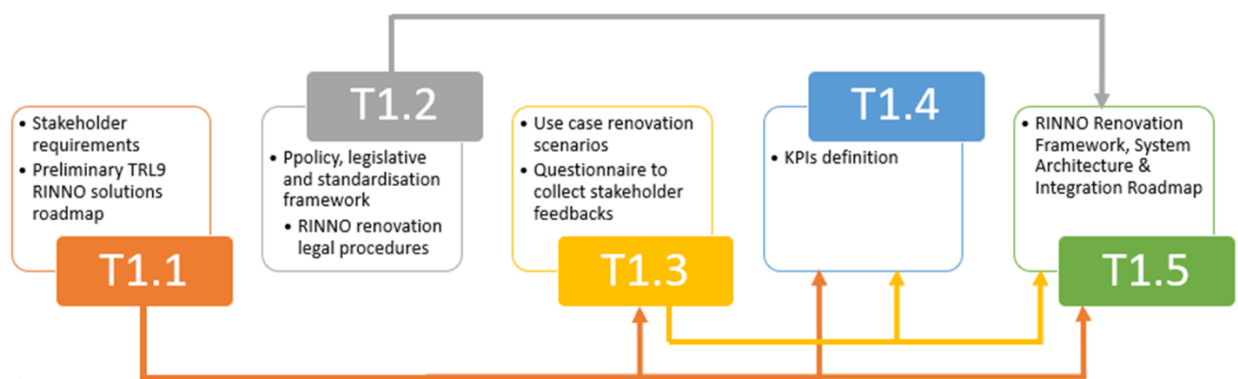 • Stakeholder
requirements
• Preliminary TRL9
RINNO solutions
roadmap
T1.1
T1.2
• Ppolicy, legislative
and standardisation
framework
• RINNO renovation
legal procedures
• Use case renovation
scenarios
• Questionnaire to
collect stakeholder
feedbacks
T1.3
T1.4
• KPIs definition
• RINNO Renovation
Framework, System
Architecture &
Integration Roadmap
T1.5